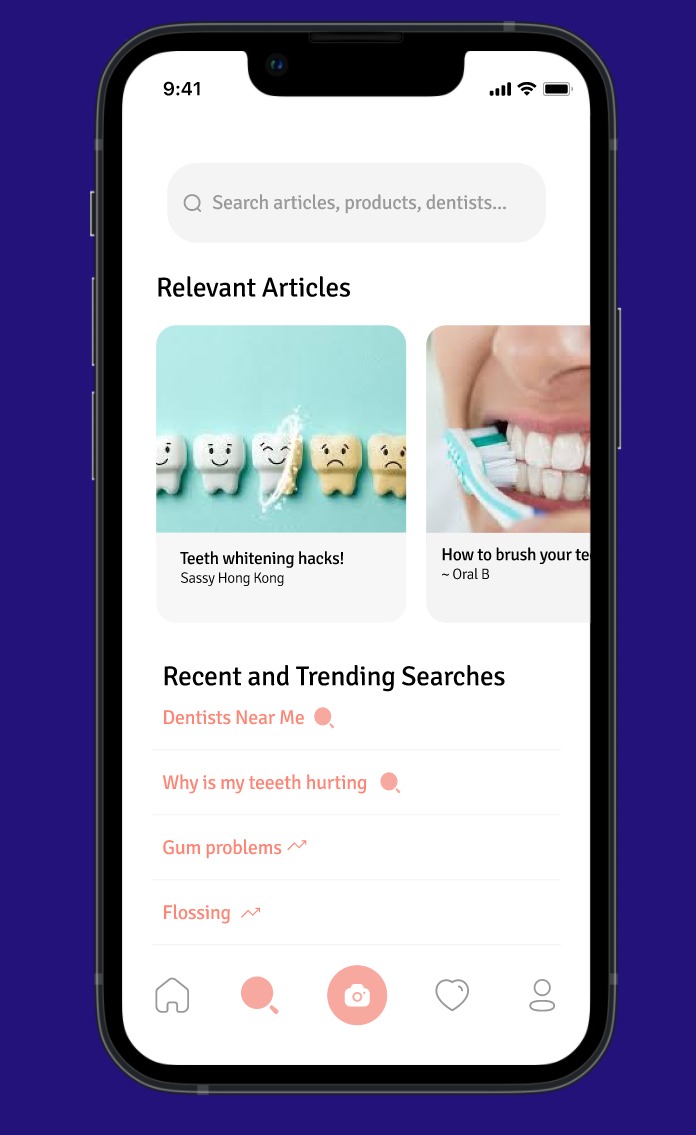 9:41
Search articles, products, dentists...
Relevant Articles
Teeth whitening hacks!
Sassy Hong Kong
How to brush your te
~ Oral B
Recent and Trending Searches
Dentists Near Me
Why is my teeeth hurting
Gum problems
Flossing